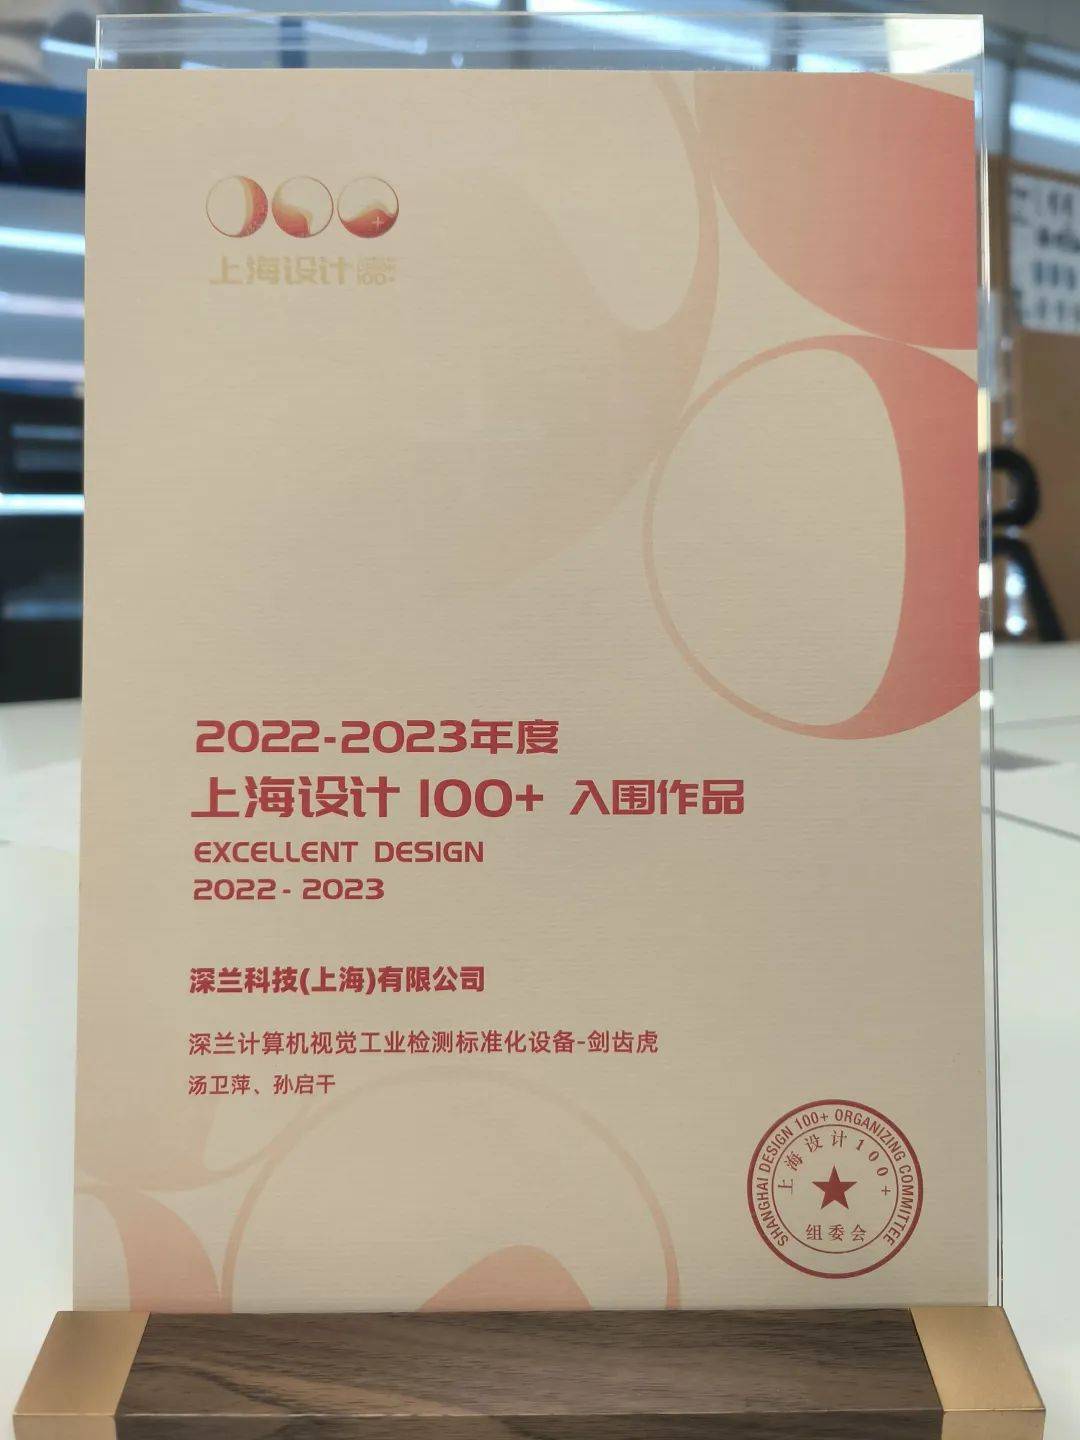 上海设计
2022-2023年度
上海设计 100+ 入围作品
EXCELLENT DESIGN
2022 - 2023
深兰科技(上海)有限公司
深兰计算机视觉工业检测标准化设备-剑齿虎
汤卫萍、孙启干
SHANGHAI DESIGN 100+ ORGANIZING COMMITTEE
上海设计100+
组委会